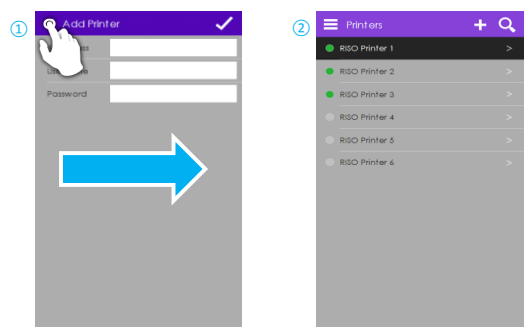 ①
Add Printer
Password
②
Printers
RISO Printer 1
RISO Printer 2
RISO Printer 3
RISO Printer 4
RISO Printer 5
RISO Printer 6